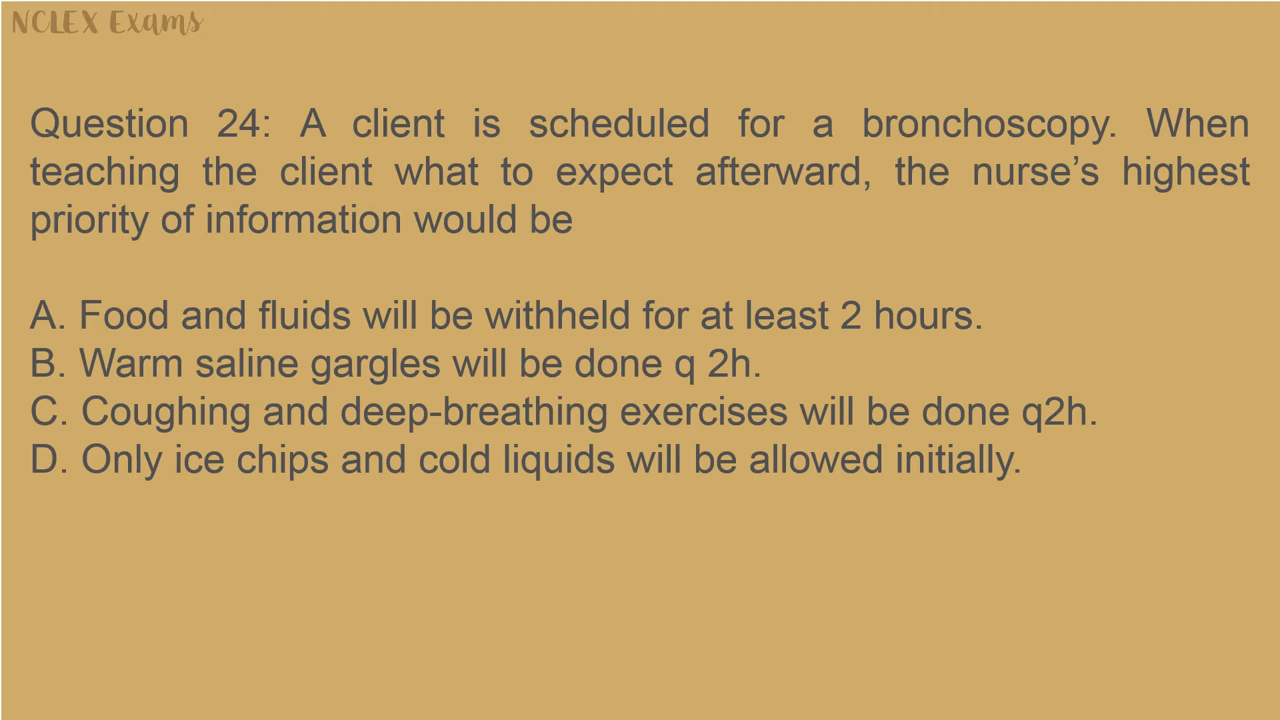 NCLEX Exams
Question 24: A client is scheduled for a bronchoscopy. When
teaching the client what to expect afterward, the nurse’s highest
priority of information would be
A. Food and fluids will be withheld for at least 2 hours.
B. Warm saline gargles will be done q 2h.
C. Coughing and deep-breathing exercises will be done q2h.
D. Only ice chips and cold liquids will be allowed initially.